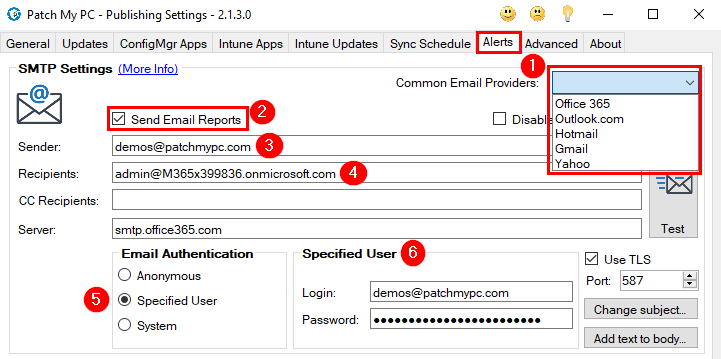 Patch My PC - Publishing Settings - 2.1.3.0
General Updates ConfigMgr Apps Intune Apps Intune Updates Sync Schedule Alerts Advanced About
1
SMTP Settings (More Info)
Common Email Providers:
Office 365
Outlook.com
Hotmail
Gmail
Yahoo
Send Email Reports 2
Disable
Sender: demos@patchmypc.com 3
Recipients: admin@M365x399836.onmicrosoft.com 4
CC Recipients:
Server: smtp.office365.com
Test
Email Authentication
Anonymous
5 Specified User
System
Specified User 6
Login: demos@patchmypc.com
Password: ●●●●●●●●●●●●●●●●●●●●●●●●
Use TLS
Port: 587
Change subject...
Add text to body...